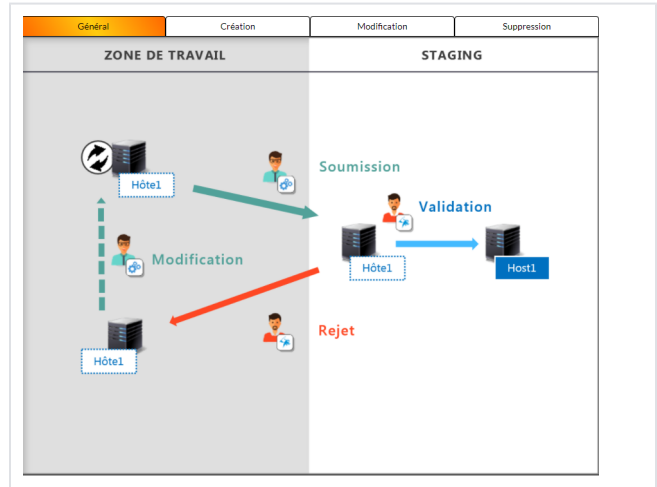 Général
Création
Modification
Suppression
ZONE DE TRAVAIL
STAGING
Soumission
Hôte1
Validation
Modification
Hôte1
Host1
Rejet
Hôte1